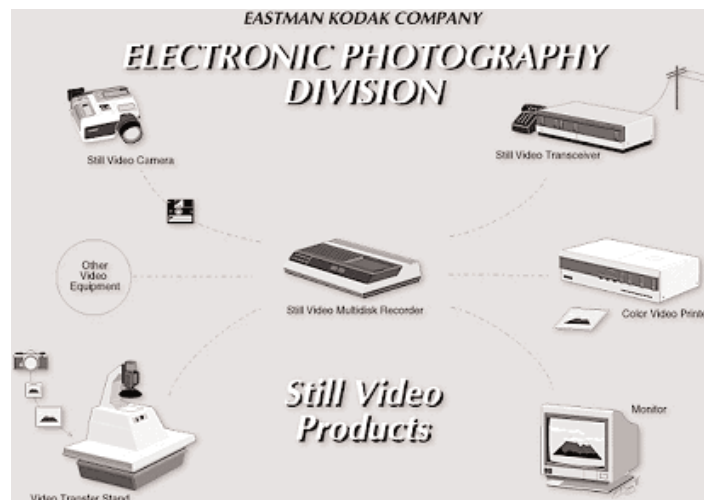 EASTMAN KODAK COMPANY
ELECTRONIC PHOTOGRAPHY
DIVISION
Still Video Camera
Still Video Transceiver
Other
Video
Equipment
Still Video Multidisk Recorder
Color Video Printe
Still Video
Products
Monitor
Video Transfer Stand